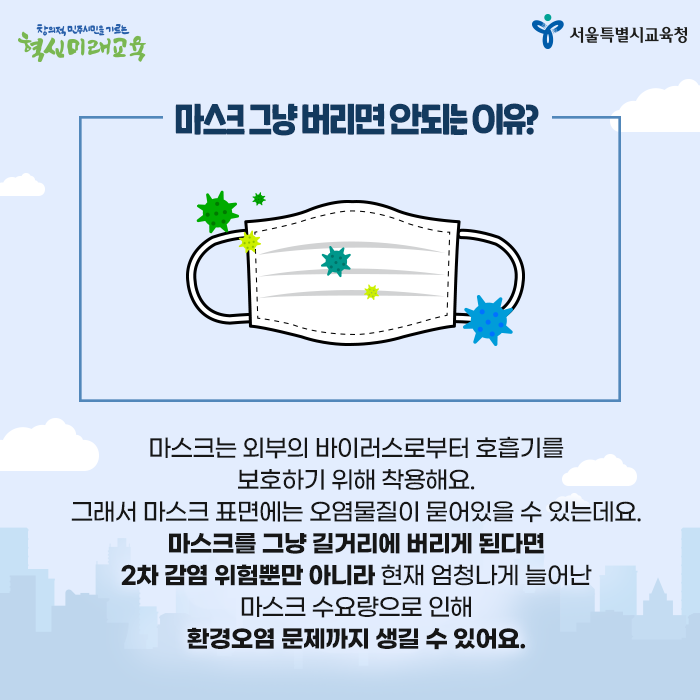 창의적 민주시민을 기르는
혁신미래교육
서울특별시교육청
마스크 그냥 버리면 안되는 이유?
마스크는 외부의 바이러스로부터 호흡기를
보호하기 위해 착용해요.
그래서 마스크 표면에는 오염물질이 묻어있을 수 있는데요.
마스크를 그냥 길거리에 버리게 된다면
2차 감염 위험뿐만 아니라 현재 엄청나게 늘어난
마스크 수요량으로 인해
환경오염 문제까지 생길 수 있어요.